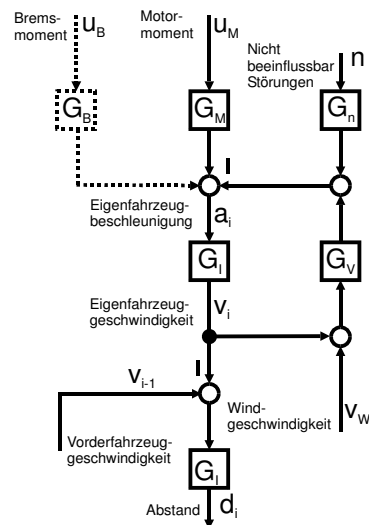 Brems-
moment
u_B
Motor-
moment
u_M
Nicht
beeinflussbar
Störungen
n
G_B
G_M
G_n
Eigenfahrzeug-
beschleunigung
a_i
G_I
G_V
Eigenfahrzeug-
geschwindigkeit
v_i
v_{i-1}
Wind-
geschwindigkeit
v_W
Vorderfahrzeug-
geschwindigkeit
G_I
Abstand
d_i